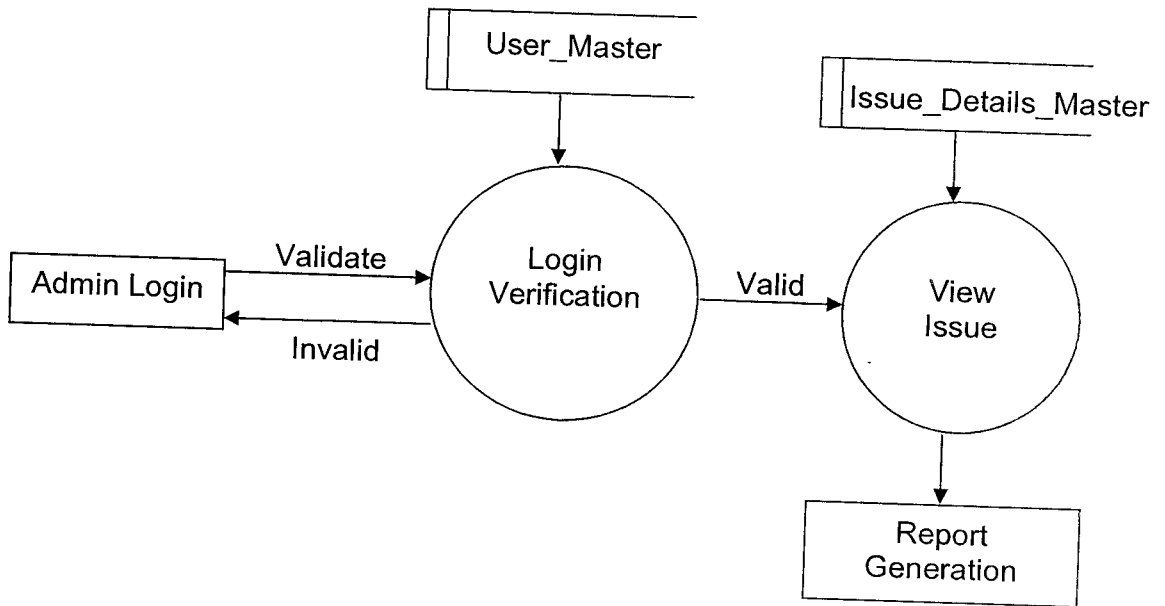 User_Master
Issue_Details_Master
Admin Login
Validate
Invalid
Login
Verification
Valid
View
Issue
Report
Generation